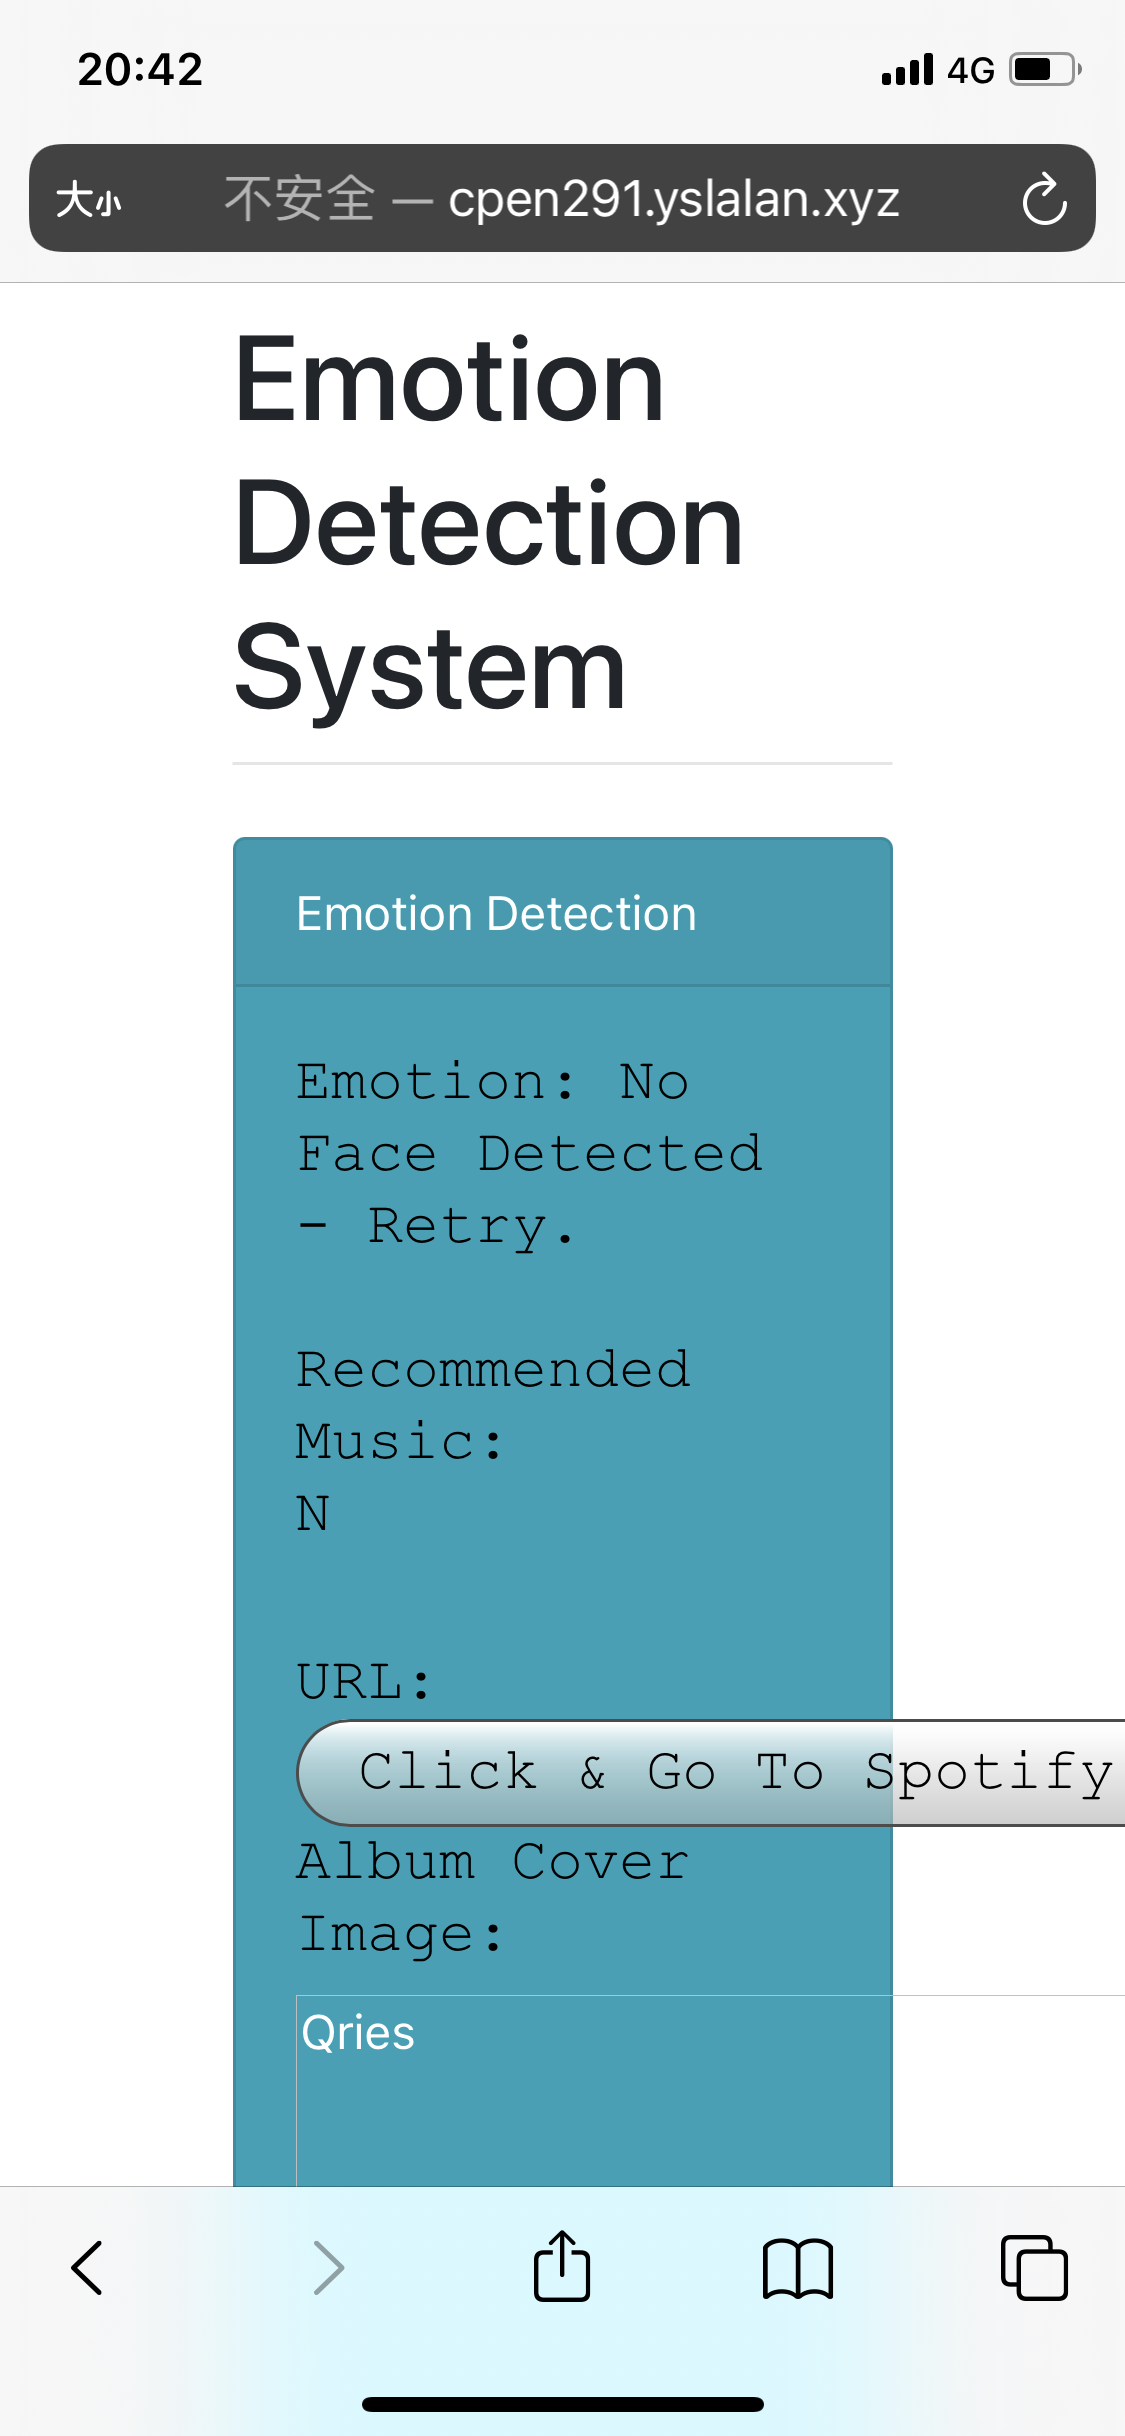 20:42
4G
大小
不安全 — cpen291.yslalan.xyz
Emotion
Detection
System
Emotion Detection
Emotion: No
Face Detected
- Retry.
Recommended
Music:
N
URL:
Click & Go To Spotify
Album Cover
Image:
Qries